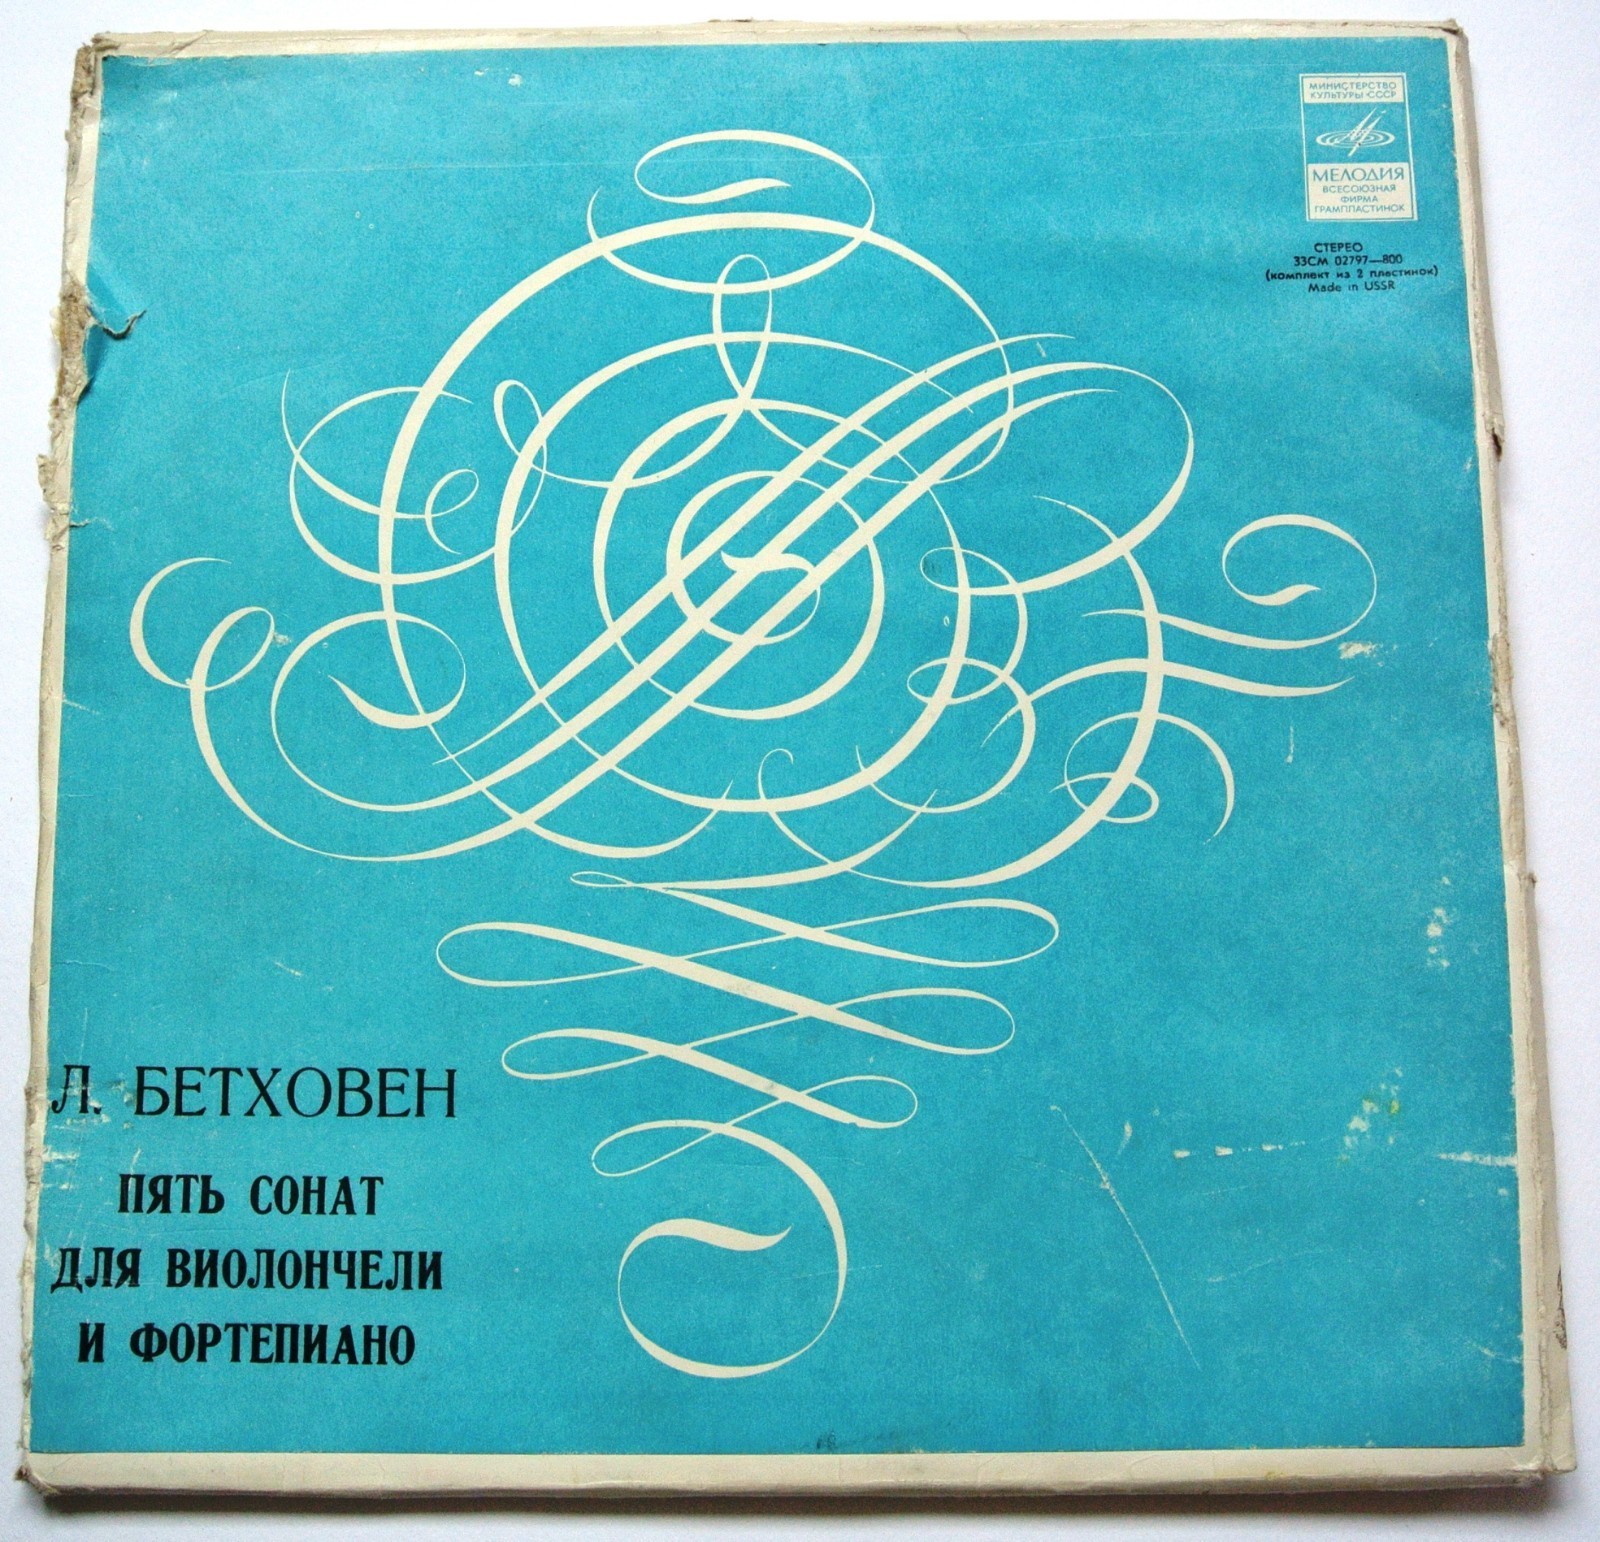 МИНИСТЕРСТВО
КУЛЬТУРЫ СССР
МЕЛОДИЯ
ВСЕСОЮЗНАЯ
ФИРМА
ГРАМПЛАСТИНОК
СТЕРЕО
33СМ 02797—800
(комплект из 2 пластинок)
Made in USSR
Л. БЕТХОВЕН
ПЯТЬ СОНАТ
ДЛЯ ВИОЛОНЧЕЛИ
И ФОРТЕПИАНО